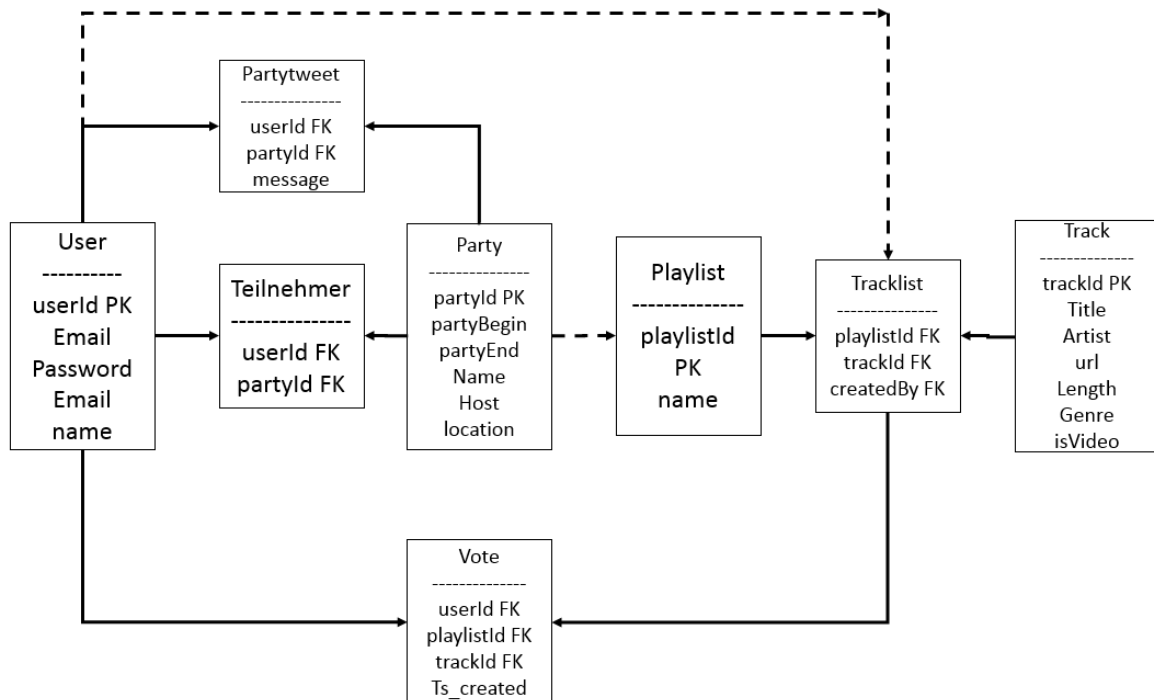 Partytweet
---------------
userId FK
partyId FK
message
User
----------
userId PK
Email
Password
Email
name
Teilnehmer
----------------
userId FK
partyId FK
Party
---------------
partyId PK
partyBegin
partyEnd
Name
Host
location
Playlist
--------------
playlistId
PK
name
Tracklist
---------------
playlistId FK
trackId FK
createdBy FK
Track
--------------
trackId PK
Title
Artist
url
Length
Genre
isVideo
Vote
--------------
userId FK
playlistId FK
trackId FK
Ts_created